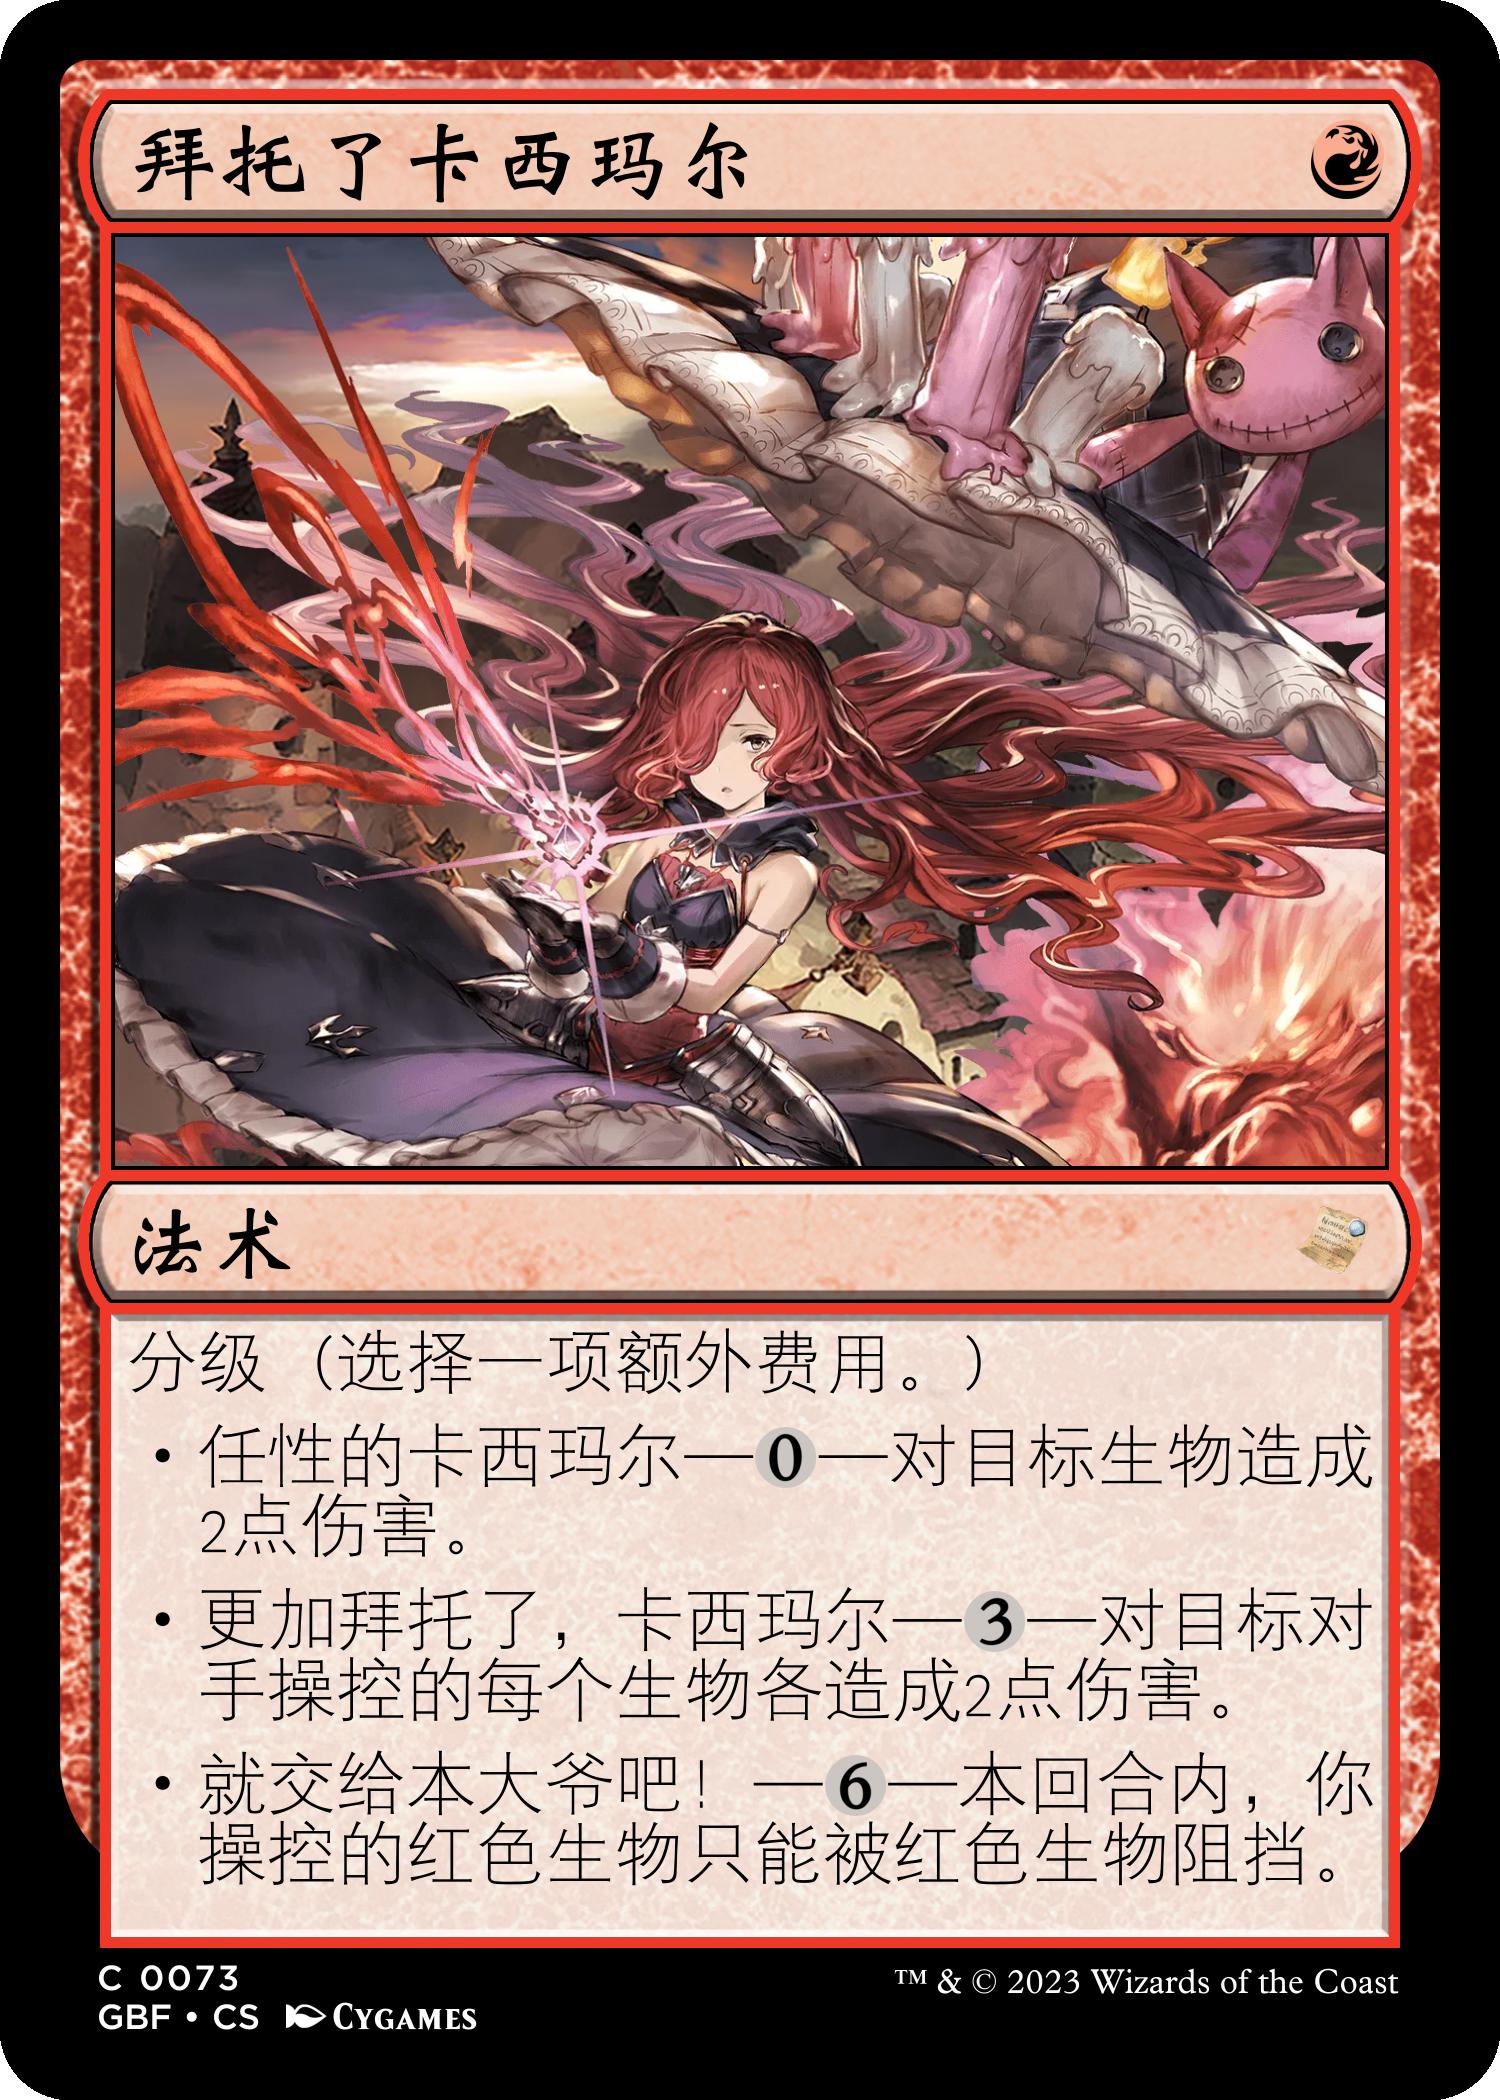 拜托了卡西玛尔
法术
分级（选择一项额外费用。）
• 任性的卡西玛尔—0—对目标生物造成
2点伤害。
• 更加拜托了，卡西玛尔—3—对目标对
手操控的每个生物各造成2点伤害。
• 就交给本大爷吧！—6—本回合内，你
操控的红色生物只能被红色生物阻挡。
C 0073
™ & © 2023 Wizards of the Coast
GBF • CS CYGAMES